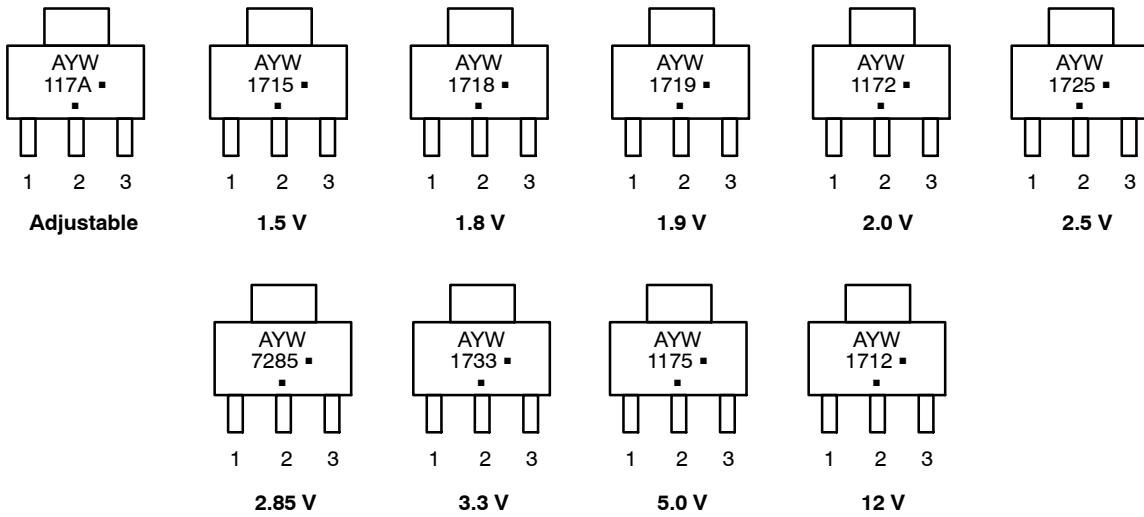 AYW AYW AYW AYW AYW AYW
117A ▪ 1715 ▪ 1718 ▪ 1719 ▪ 1172 ▪ 1725 ▪
▪ ▪ ▪ ▪ ▪ ▪
1 2 3 1 2 3 1 2 3 1 2 3 1 2 3 1 2 3
Adjustable 1.5 V 1.8 V 1.9 V 2.0 V 2.5 V
AYW AYW AYW AYW
7285 ▪ 1733 ▪ 1175 ▪ 1712 ▪
▪ ▪ ▪ ▪
1 2 3 1 2 3 1 2 3 1 2 3
2.85 V 3.3 V 5.0 V 12 V